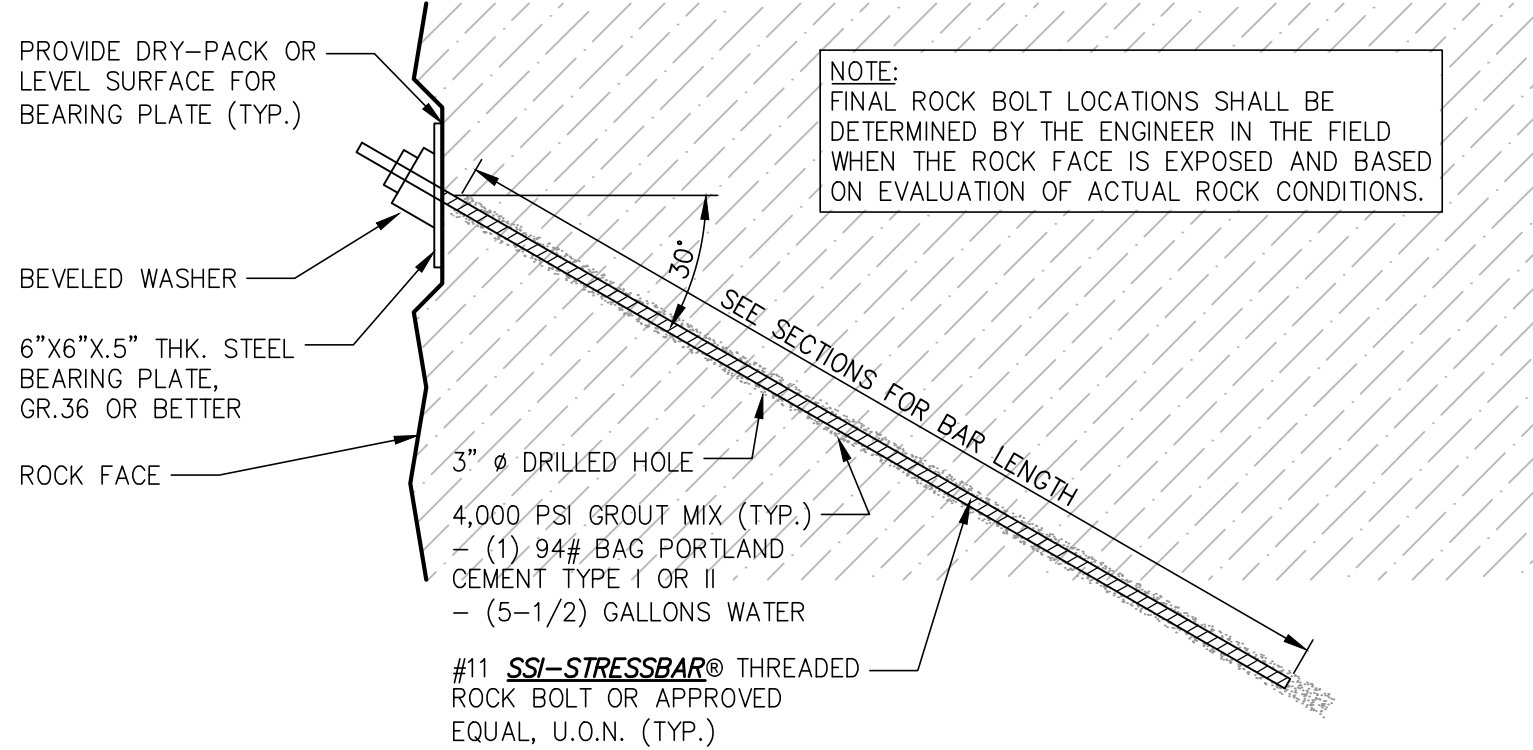 PROVIDE DRY-PACK OR
LEVEL SURFACE FOR
BEARING PLATE (TYP.)
NOTE:
FINAL ROCK BOLT LOCATIONS SHALL BE
DETERMINED BY THE ENGINEER IN THE FIELD
WHEN THE ROCK FACE IS EXPOSED AND BASED
ON EVALUATION OF ACTUAL ROCK CONDITIONS.
30°
BEVELED WASHER
SEE SECTIONS FOR BAR LENGTH
6"X6"X.5" THK. STEEL
BEARING PLATE,
GR.36 OR BETTER
ROCK FACE
3" ø DRILLED HOLE
4,000 PSI GROUT MIX (TYP.)
- (1) 94# BAG PORTLAND
CEMENT TYPE I OR II
- (5-1/2) GALLONS WATER
#11 SSI-STRESSBAR® THREADED
ROCK BOLT OR APPROVED
EQUAL, U.O.N. (TYP.)